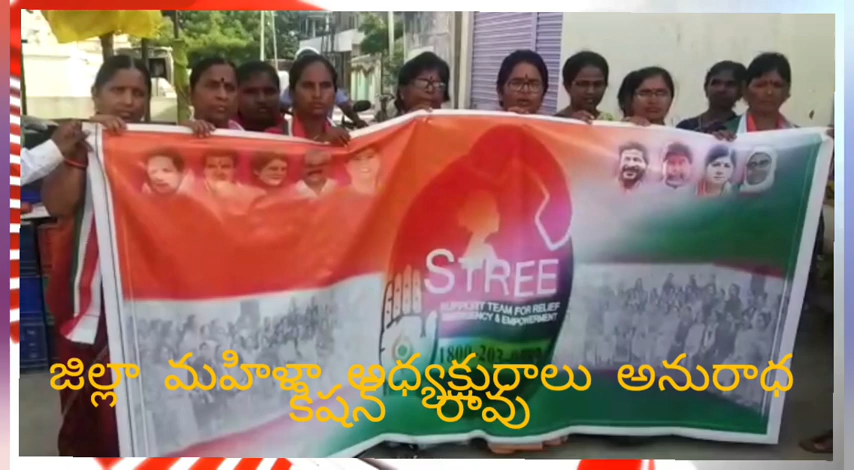 STREE
SUPPORT TEAM FOR RELIEF
EMERGENCY & EMPOWERMENT
జిల్లా మహిళా అధ్యక్షురాలు అనురాధ
కిషన్ రావు